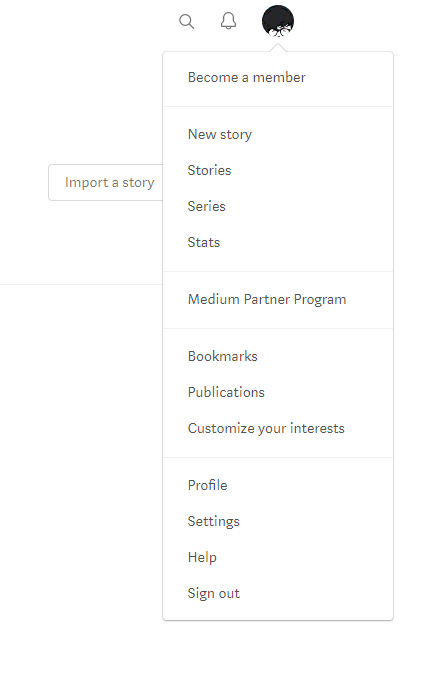 Become a member
New story
Import a story
Stories
Series
Stats
Medium Partner Program
Bookmarks
Publications
Customize your interests
Profile
Settings
Help
Sign out